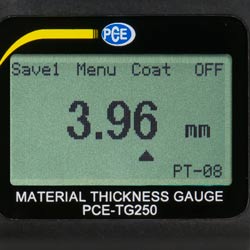 PCE
Save1 Menu Coat OFF
3.96 mm
PT-08
MATERIAL THICKNESS GAUGE
PCE-TG250